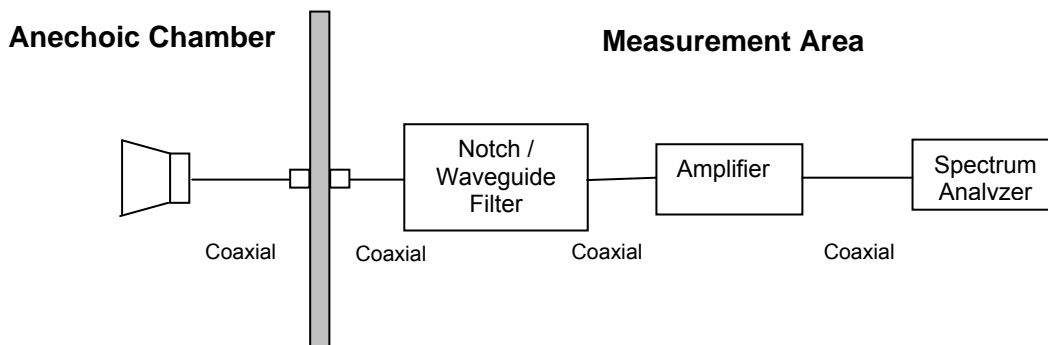 Anechoic Chamber
Measurement Area
Notch /
Waveguide
Filter
Amplifier
Spectrum
Analvzer
Coaxial
Coaxial
Coaxial
Coaxial